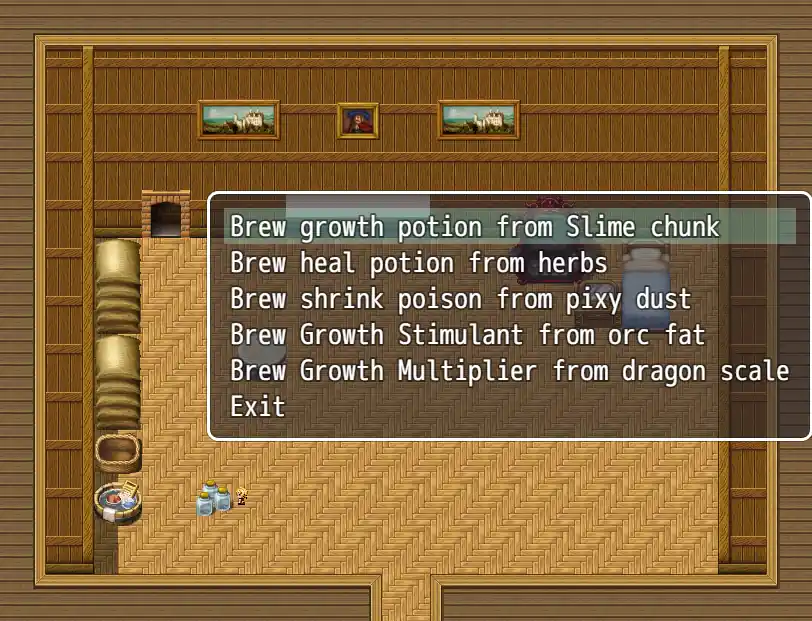 Brew growth potion from Slime chunk
Brew heal potion from herbs
Brew shrink poison from pixy dust
Brew Growth Stimulant from orc fat
Brew Growth Multiplier from dragon scale
Exit